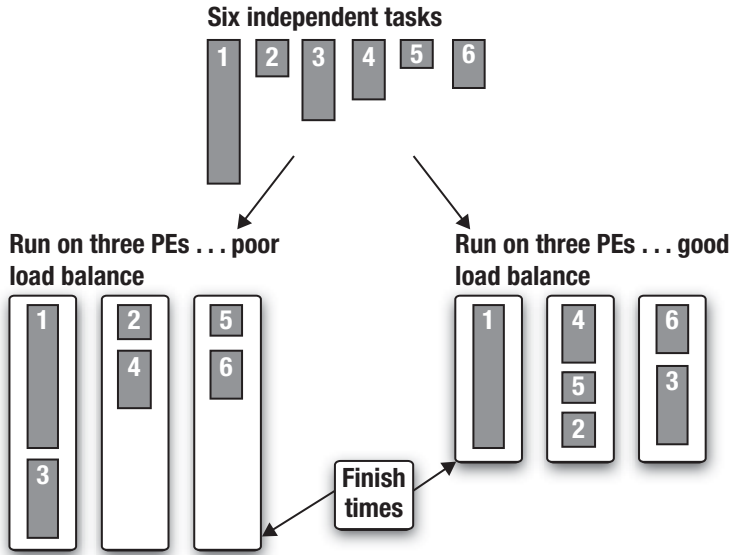 Six independent tasks
1 2 3 4 5 6
Run on three PEs . . . poor
load balance
1 2 5
4 6
3
Run on three PEs . . . good
load balance
1 4 6
5 3
2
Finish
times